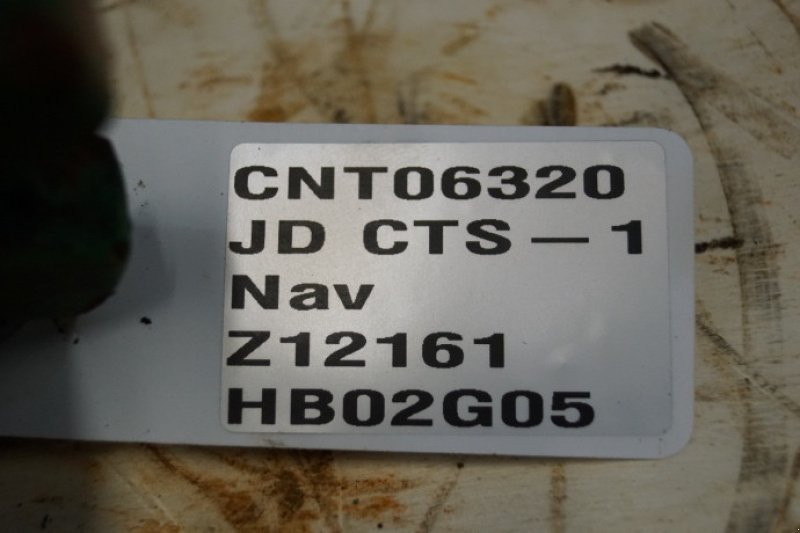 CNT06320
JD CTS – 1
Nav
Z12161
HB02G05